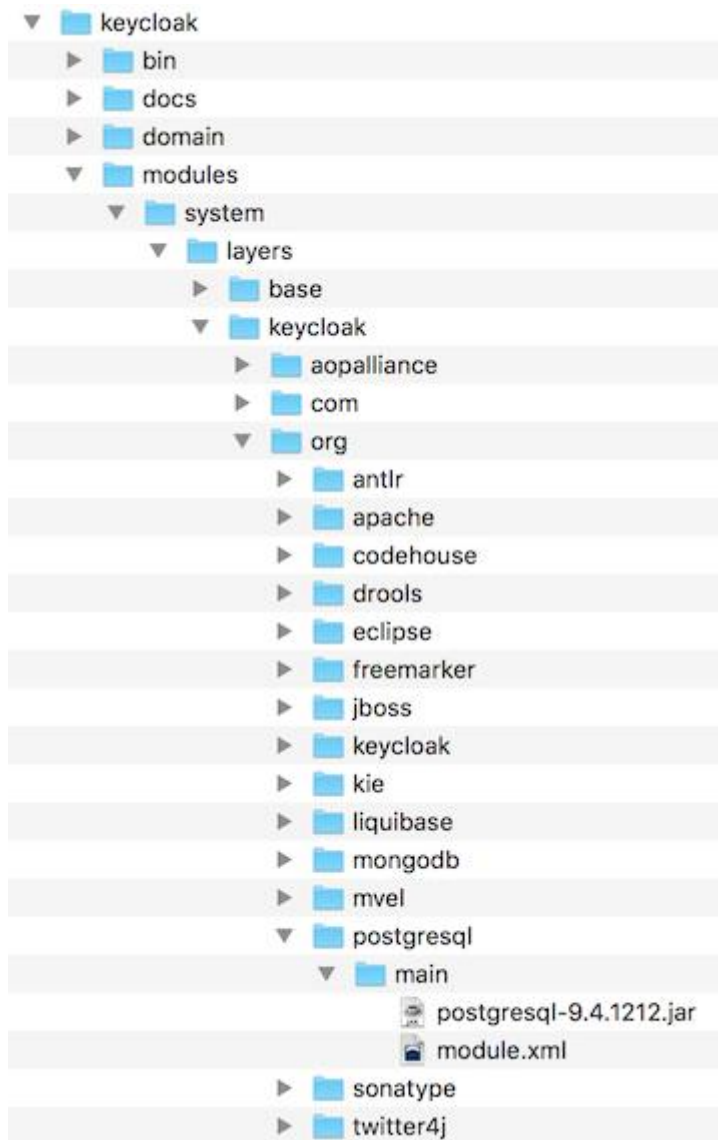 keycloak
bin
docs
domain
modules
system
layers
base
keycloak
aopalliance
com
org
antlr
apache
codehouse
drools
eclipse
freemarker
jboss
keycloak
kie
liquibase
mongodb
mvel
postgresql
main
postgresql-9.4.1212.jar
module.xml
sonatype
twitter4j